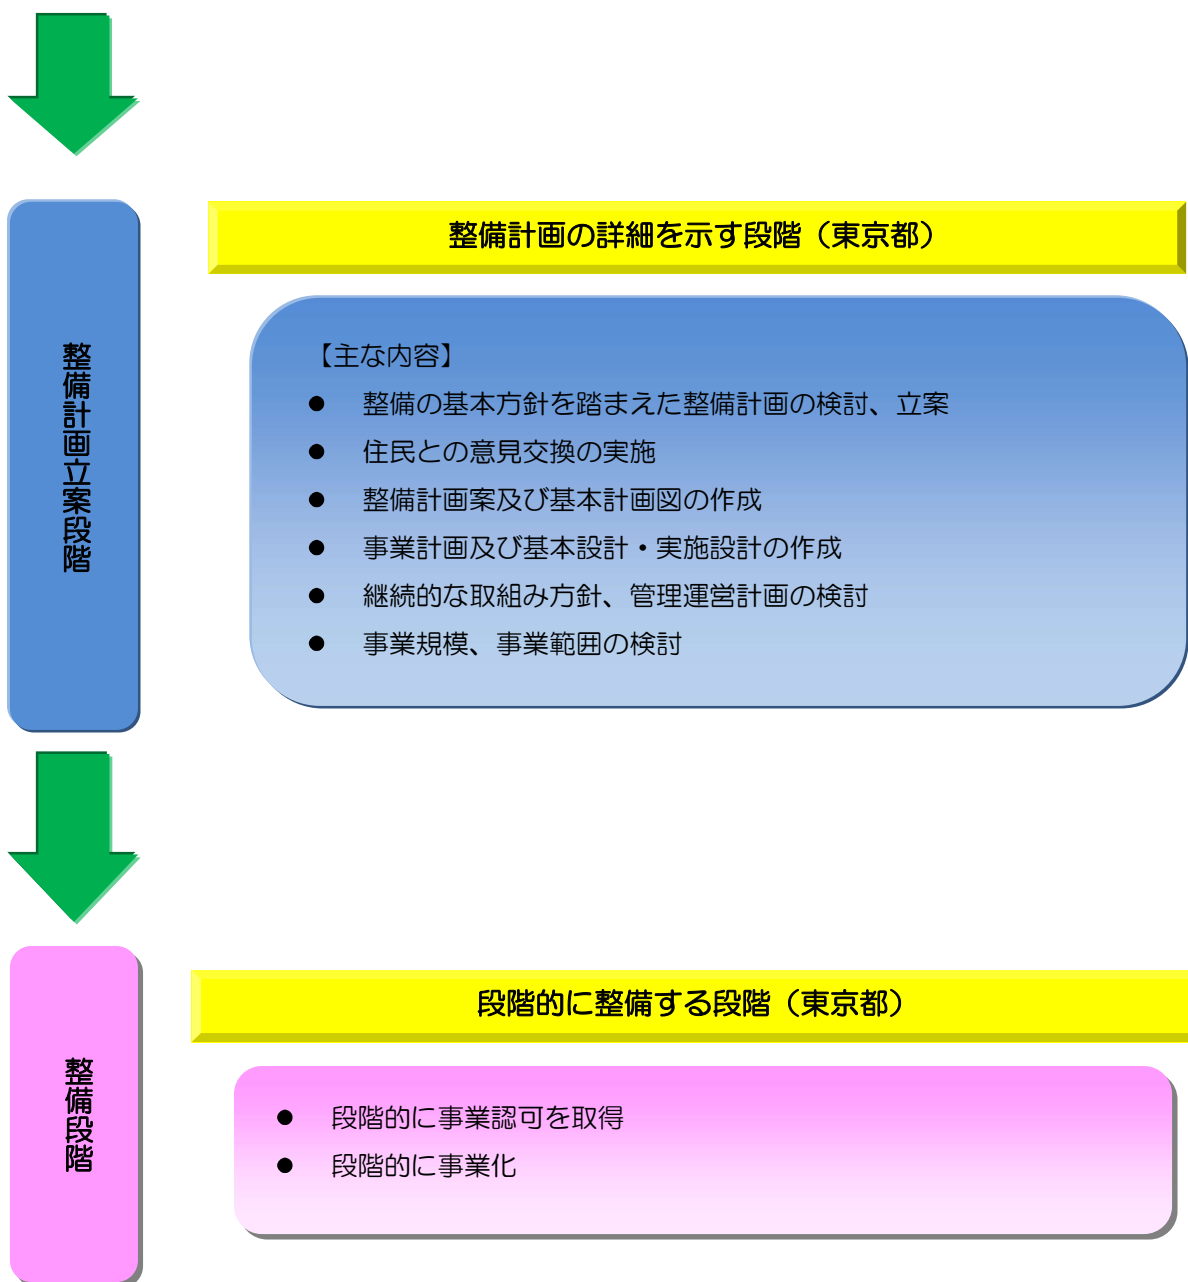 整備計画立案段階
整備計画の詳細を示す段階（東京都）
【主な内容】
● 整備の基本方針を踏まえた整備計画の検討、立案
● 住民との意見交換の実施
● 整備計画案及び基本計画図の作成
● 事業計画及び基本設計・実施設計の作成
● 継続的な取組み方針、管理運営計画の検討
● 事業規模、事業範囲の検討
整備段階
段階的に整備する段階（東京都）
● 段階的に事業認可を取得
● 段階的に事業化